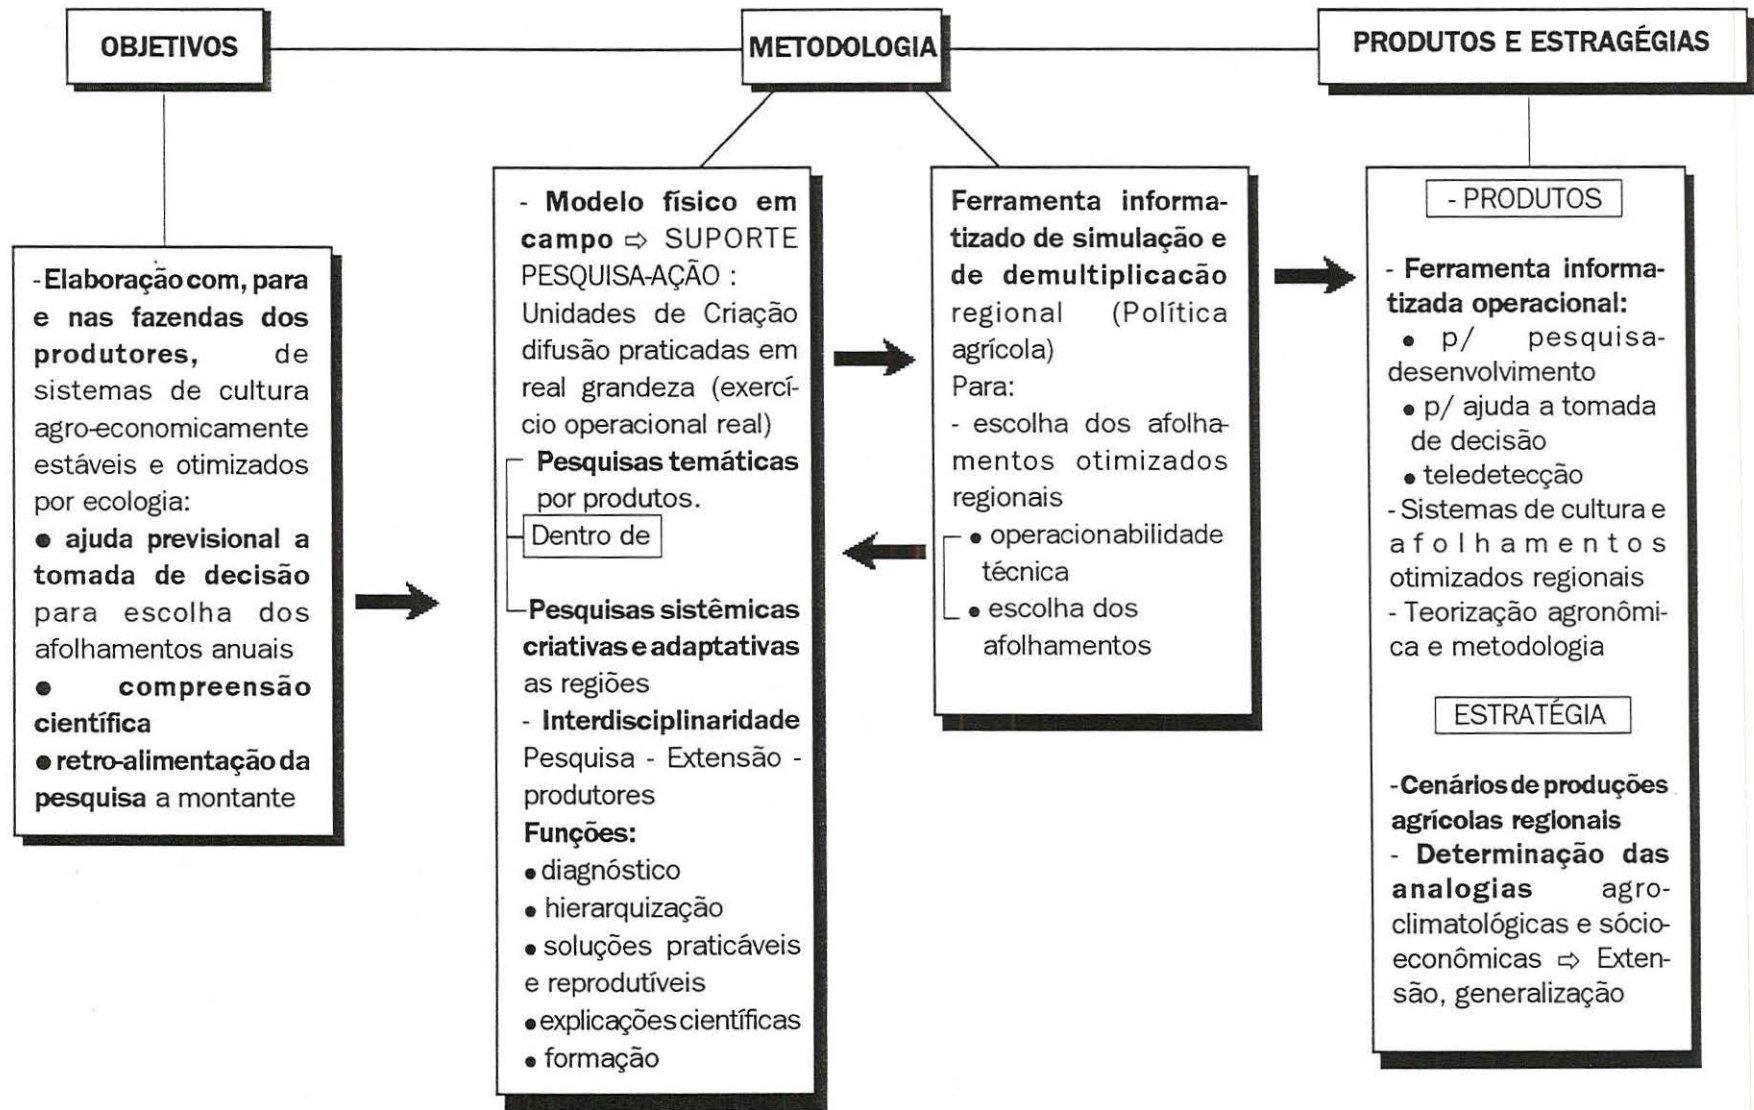 OBJETIVOS
METODOLOGIA
PRODUTOS E ESTRAGÉGIAS
-Elaboração com, para
e nas fazendas dos
produtores, de
sistemas de cultura
agro-economicamente
estáveis e otimizados
por ecologia:
● ajuda previsional a
tomada de decisão
para escolha dos
afolhamentos anuais
● compreensão
científica
● retro-alimentação da
pesquisa a montante
- Modelo físico em
campo ⇨ SUPORTE
PESQUISA-AÇÃO :
Unidades de Criação
difusão praticadas em
real grandeza (exercí-
cio operacional real)
Pesquisas temáticas
por produtos.
Dentro de
Pesquisas sistêmicas
criativas e adaptativas
as regiões
- Interdisciplinaridade
Pesquisa - Extensão -
produtores
Funções:
● diagnóstico
● hierarquização
● soluções praticáveis
e reprodutíveis
● explicações científicas
● formação
Ferramenta informa-
tizado de simulação e
de demultiplicacão
regional (Política
agrícola)
Para:
- escolha dos afolha-
mentos otimizados
regionais
● operacionabilidade
técnica
● escolha dos
afolhamentos
- PRODUTOS
- Ferramenta informa-
tizada operacional:
● p/ pesquisa-
desenvolvimento
● p/ ajuda a tomada
de decisão
● teledetecção
- Sistemas de cultura e
afolhamentos
otimizados regionais
- Teorização agronômi-
ca e metodologia
ESTRATÉGIA
- Cenários de produções
agrícolas regionais
- Determinação das
analogias agro-
climatológicas e sócio-
econômicas ⇨ Exten-
são, generalização